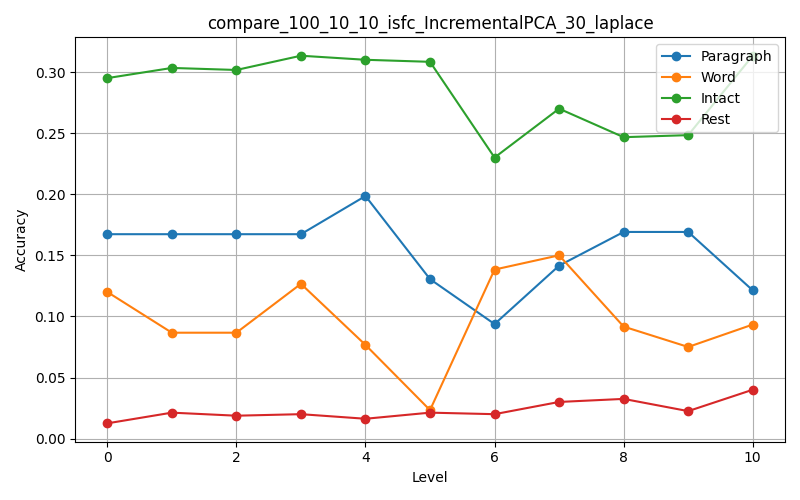 compare_100_10_10_isfc_IncrementalPCA_30_laplace
0.30
0.25
0.20
0.15
0.10
0.05
0.00
Accuracy
Paragraph
Word
Intact
Rest
0 2 4 6 8 10
Level